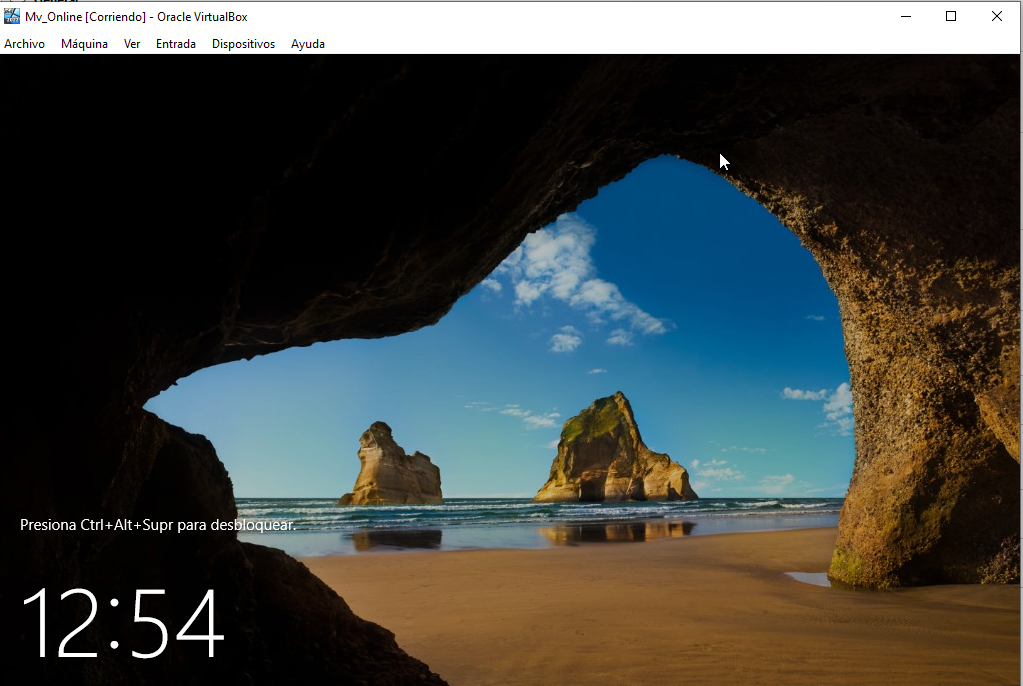 Mv_Online [Corriendo] - Oracle VirtualBox
Archivo Máquina Ver Entrada Dispositivos Ayuda
Presiona Ctrl+Alt+Supr para desbloquear.
12:54